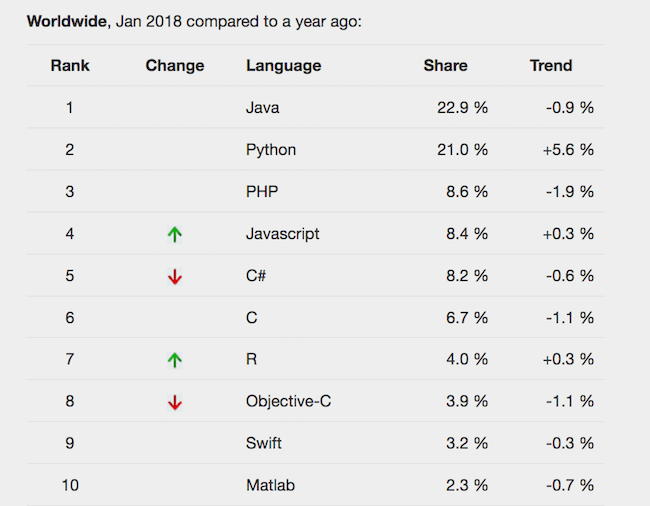 Worldwide, Jan 2018 compared to a year ago:
Rank Change Language Share Trend
1 Java 22.9 % -0.9 %
2 Python 21.0 % +5.6 %
3 PHP 8.6 % -1.9 %
4 ↑ Javascript 8.4 % +0.3 %
5 ↓ C# 8.2 % -0.6 %
6 C 6.7 % -1.1 %
7 ↑ R 4.0 % +0.3 %
8 ↓ Objective-C 3.9 % -1.1 %
9 Swift 3.2 % -0.3 %
10 Matlab 2.3 % -0.7 %